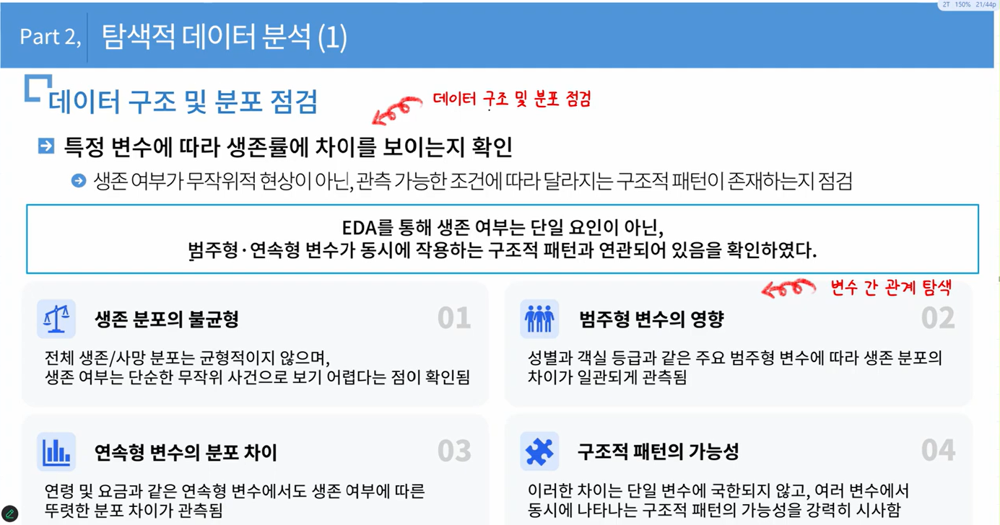 2T 150% 21/44p
Part 2, 탐색적 데이터 분석 (1)
데이터 구조 및 분포 점검
데이터 구조 및 분포 점검
특정 변수에 따라 생존률에 차이를 보이는지 확인
생존 여부가 무작위적 현상이 아닌, 관측 가능한 조건에 따라 달라지는 구조적 패턴이 존재하는지 점검
EDA를 통해 생존 여부는 단일 요인이 아닌,
범주형·연속형 변수가 동시에 작용하는 구조적 패턴과 연관되어 있음을 확인하였다.
변수 간 관계 탐색
생존 분포의 불균형
01
전체 생존/사망 분포는 균형적이지 않으며,
생존 여부는 단순한 무작위 사건으로 보기 어렵다는 점이 확인됨
범주형 변수의 영향
02
성별과 객실 등급과 같은 주요 범주형 변수에 따라 생존 분포의
차이가 일관되게 관측됨
연속형 변수의 분포 차이
03
연령 및 요금과 같은 연속형 변수에서도 생존 여부에 따른
뚜렷한 분포 차이가 관측됨
구조적 패턴의 가능성
04
이러한 차이는 단일 변수에 국한되지 않고, 여러 변수에서
동시에 나타나는 구조적 패턴의 가능성을 강력히 시사함